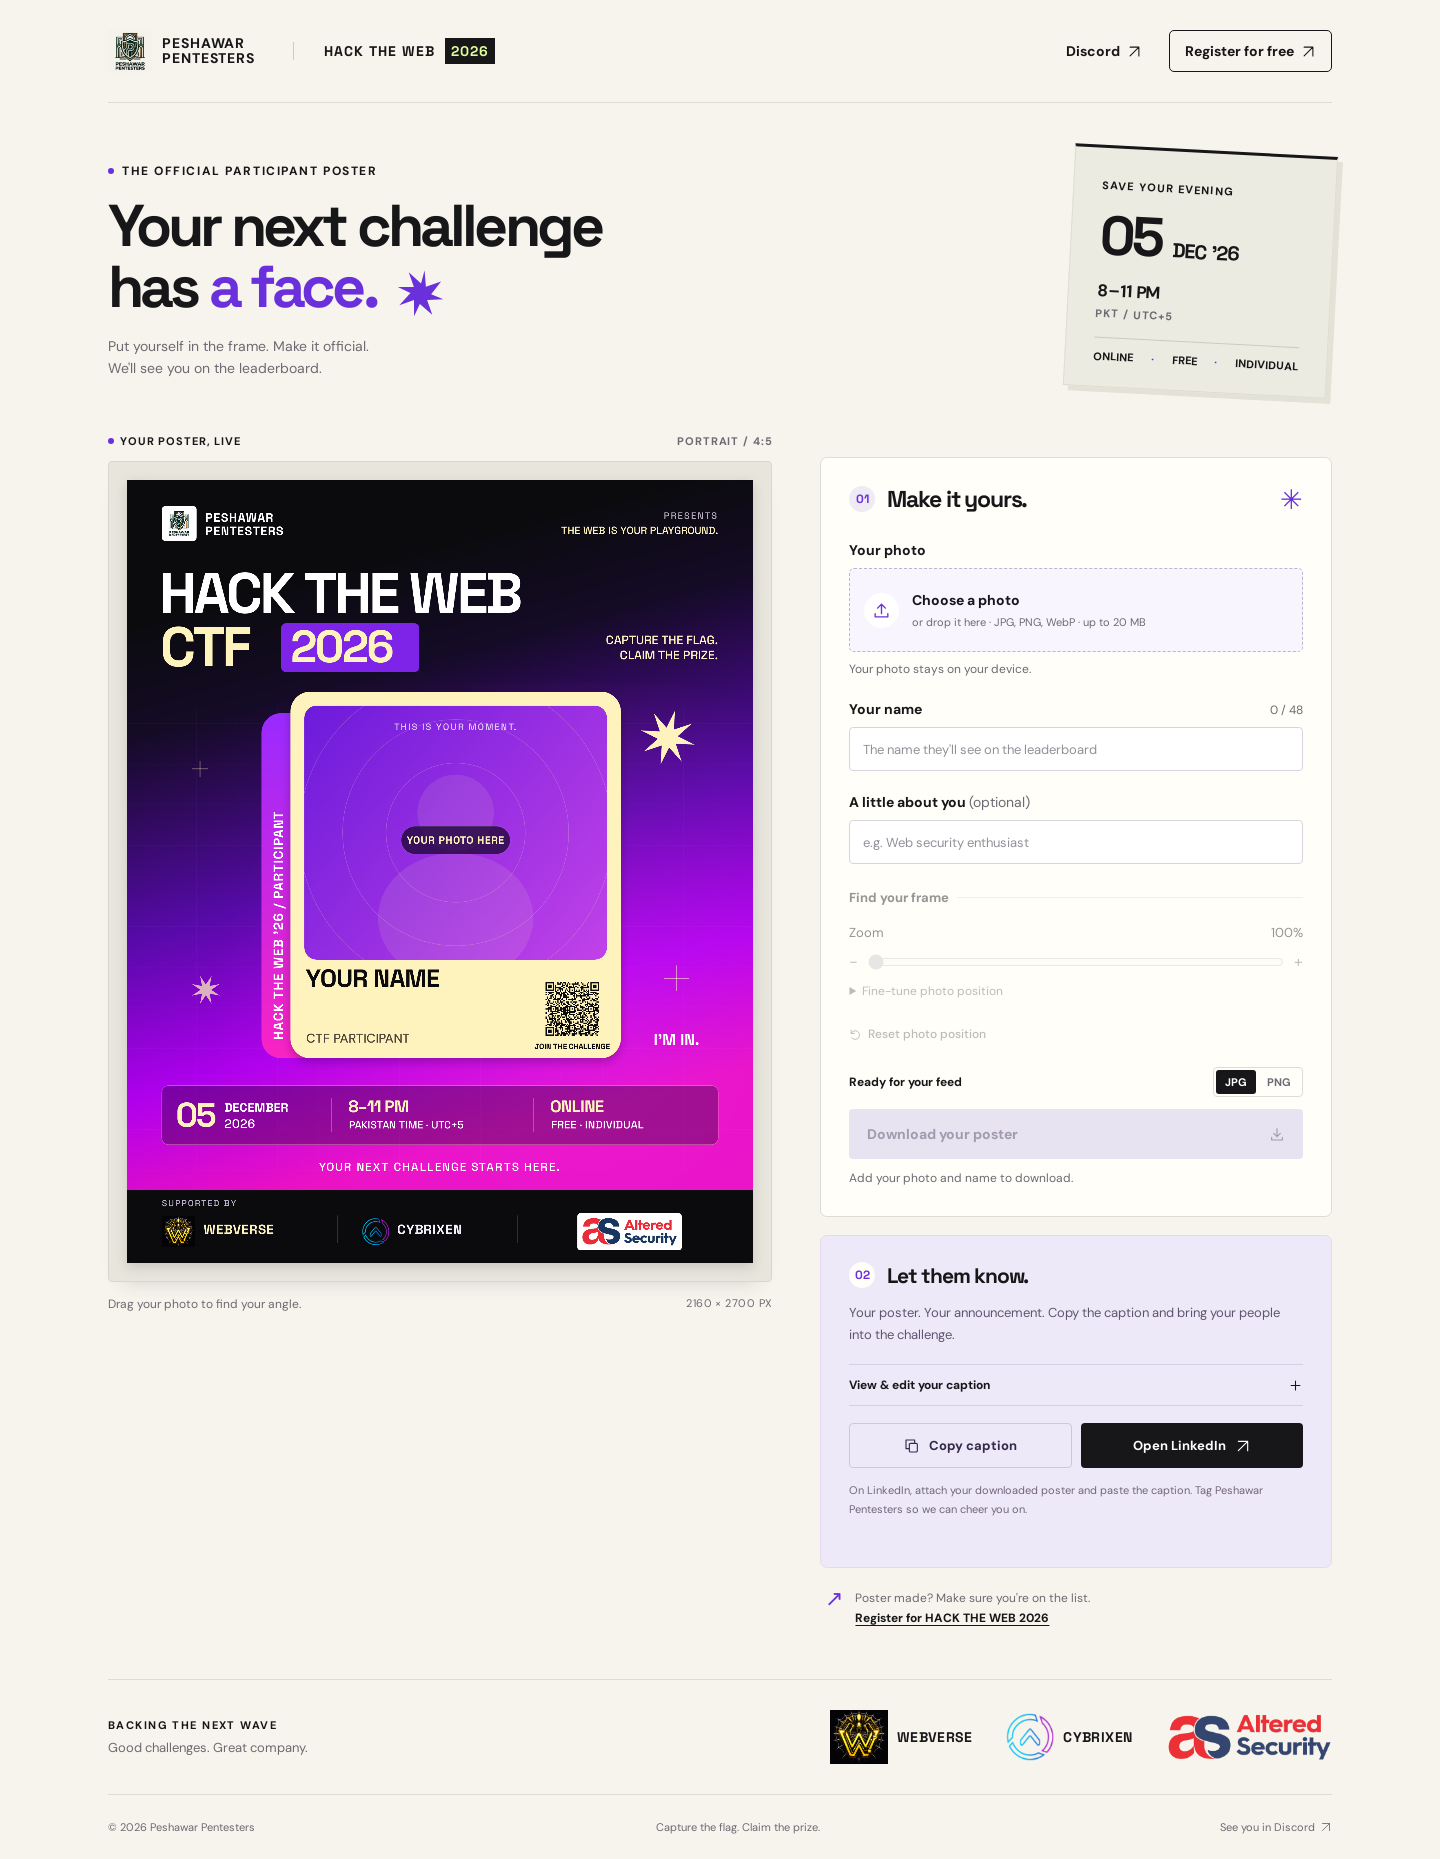 PESHAWAR
PENTESTERS
HACK THE WEB 2026
Discord
Register for free
THE OFFICIAL PARTICIPANT POSTER
Your next challenge
has a face.
Put yourself in the frame. Make it official.
We'll see you on the leaderboard.
SAVE YOUR EVENING
05 DEC ’26
8–11 PM
PKT / UTC+5
ONLINE · FREE · INDIVIDUAL
YOUR POSTER, LIVE
PORTRAIT / 4:5
PESHAWAR
PENTESTERS
PRESENTS
THE WEB IS YOUR PLAYGROUND.
HACK THE WEB
CTF 2026
CAPTURE THE FLAG.
CLAIM THE PRIZE.
HACK THE WEB ’26 / PARTICIPANT
THIS IS YOUR MOMENT.
YOUR PHOTO HERE
YOUR NAME
CTF PARTICIPANT
JOIN THE CHALLENGE
I’M IN.
05 DECEMBER
2026
8–11 PM
PAKISTAN TIME · UTC+5
ONLINE
FREE · INDIVIDUAL
YOUR NEXT CHALLENGE STARTS HERE.
SUPPORTED BY
WEBVERSE
CYBRIXEN
as Altered
Security
Drag your photo to find your angle.
2160 × 2700 PX
01 Make it yours.
Your photo
Choose a photo
or drop it here · JPG, PNG, WebP · up to 20 MB
Your photo stays on your device.
Your name
0 / 48
The name they'll see on the leaderboard
A little about you (optional)
e.g. Web security enthusiast
Find your frame
Zoom
100%
− +
Fine-tune photo position
Reset photo position
Ready for your feed
JPG PNG
Download your poster
Add your photo and name to download.
02 Let them know.
Your poster. Your announcement. Copy the caption and bring your people
into the challenge.
View & edit your caption +
Copy caption
Open LinkedIn
On LinkedIn, attach your downloaded poster and paste the caption. Tag Peshawar
Pentesters so we can cheer you on.
Poster made? Make sure you're on the list.
Register for HACK THE WEB 2026
BACKING THE NEXT WAVE
Good challenges. Great company.
WEBVERSE
CYBRIXEN
as Altered
Security
© 2026 Peshawar Pentesters
Capture the flag. Claim the prize.
See you in Discord